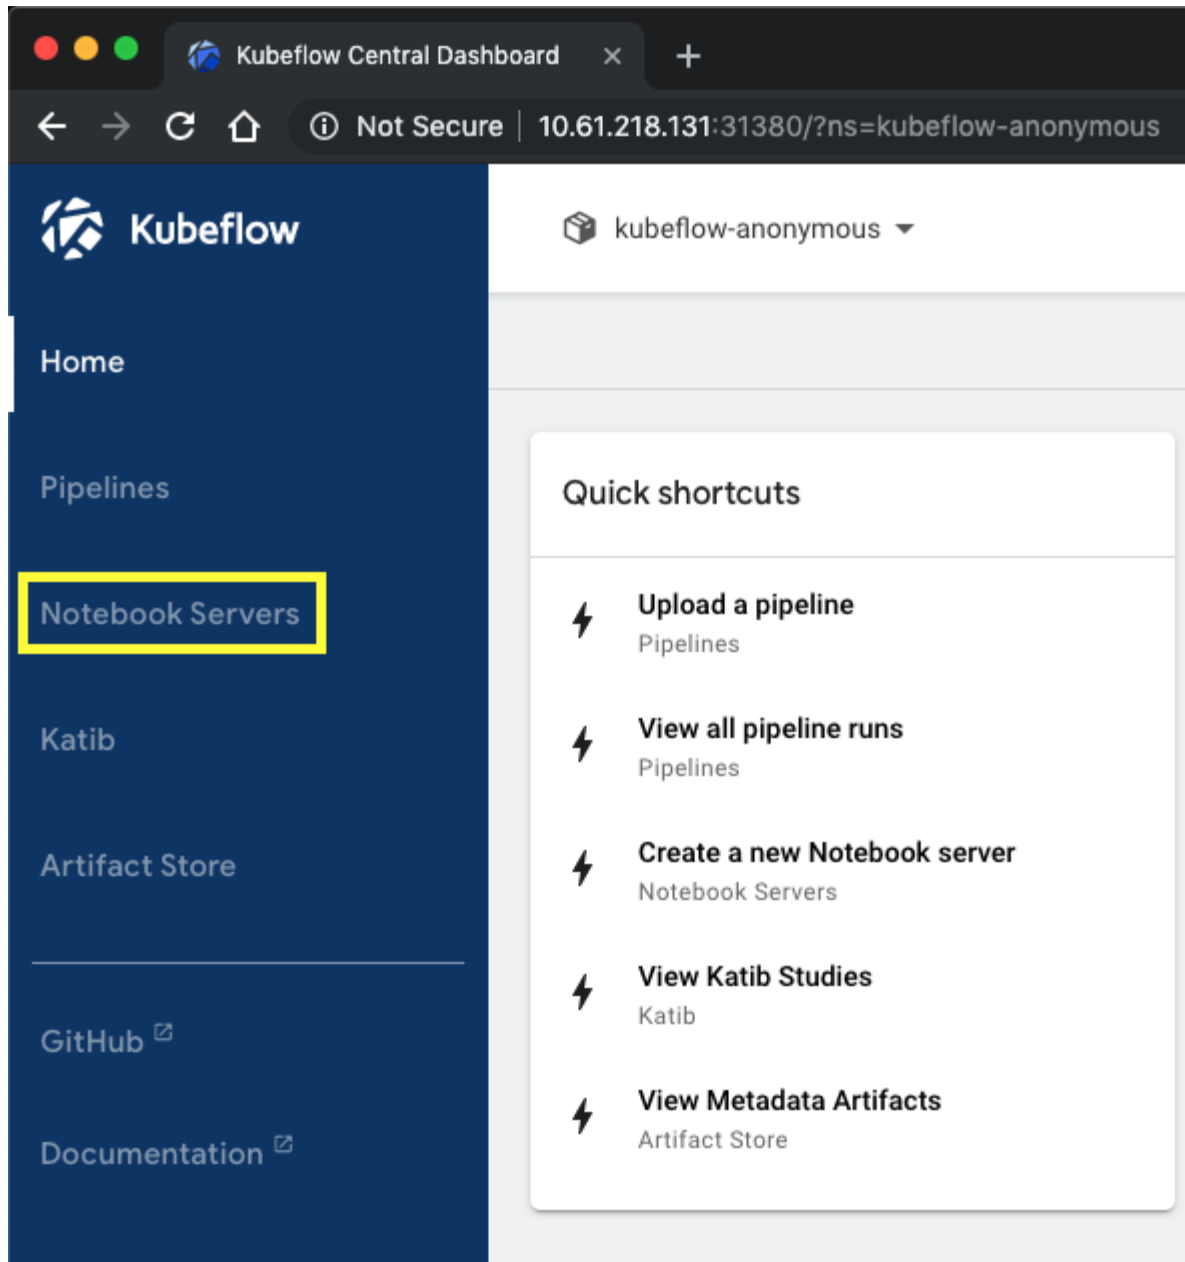 Kubeflow Central Dashboard
Not Secure | 10.61.218.131:31380/?ns=kubeflow-anonymous
Kubeflow
kubeflow-anonymous
Home
Pipelines
Notebook Servers
Katib
Artifact Store
GitHub
Documentation
Quick shortcuts
Upload a pipeline
Pipelines
View all pipeline runs
Pipelines
Create a new Notebook server
Notebook Servers
View Katib Studies
Katib
View Metadata Artifacts
Artifact Store